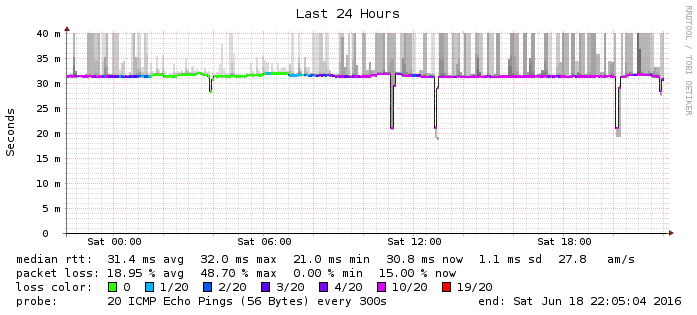 Last 24 Hours
RRDTOOL / TOBI OETIKER
Seconds
40 m
35 m
30 m
25 m
20 m
15 m
10 m
5 m
0
Sat 00:00 Sat 06:00 Sat 12:00 Sat 18:00
median rtt: 31.4 ms avg 32.0 ms max 21.0 ms min 30.8 ms now 1.1 ms sd 27.8 am/s
packet loss: 18.95 % avg 48.70 % max 0.00 % min 15.00 % now
loss color: 0 1/20 2/20 3/20 4/20 10/20 19/20
probe: 20 ICMP Echo Pings (56 Bytes) every 300s end: Sat Jun 18 22:05:04 2016